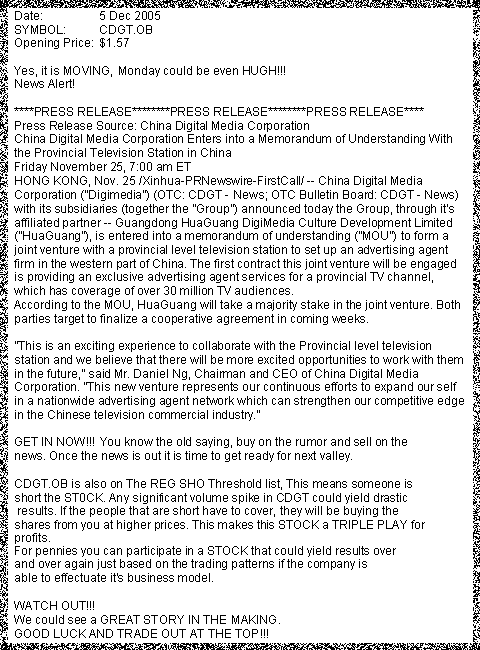 Date: 5 Dec 2005
SYMBOL: CDGT.OB
Opening Price: $1.57
Yes, it is MOVING, Monday could be even HUGH!!!
News Alert!
****PRESS RELEASE********PRESS RELEASE********PRESS RELEASE****
Press Release Source: China Digital Media Corporation
China Digital Media Corporation Enters into a Memorandum of Understanding With
the Provincial Television Station in China
Friday November 25, 7:00 am ET
HONG KONG, Nov. 25 /Xinhua-PRNewswire-FirstCall/ -- China Digital Media
Corporation ("Digimedia") (OTC: CDGT - News; OTC Bulletin Board: CDGT - News)
with its subsidiaries (together the "Group") announced today the Group, through it's
affiliated partner -- Guangdong HuaGuang DigiMedia Culture Development Limited
("HuaGuang"), is entered into a memorandum of understanding ("MOU") to form a
joint venture with a provincial level television station to set up an advertising agent
firm in the western part of China. The first contract this joint venture will be engaged
is providing an exclusive advertising agent services for a provincial TV channel,
which has coverage of over 30 million TV audiences.
According to the MOU, HuaGuang will take a majority stake in the joint venture. Both
parties target to finalize a cooperative agreement in coming weeks.
"This is an exciting experience to collaborate with the Provincial level television
station and we believe that there will be more excited opportunities to work with them
in the future," said Mr. Daniel Ng, Chairman and CEO of China Digital Media
Corporation. "This new venture represents our continuous efforts to expand our self
in a nationwide advertising agent network which can strengthen our competitive edge
in the Chinese television commercial industry."
GET IN NOW!!! You know the old saying, buy on the rumor and sell on the
news. Once the news is out it is time to get ready for next valley.
CDGT.OB is also on The REG SHO Threshold list, This means someone is
short the ST0CK. Any significant volume spike in CDGT could yield drastic
results. If the people that are short have to cover, they will be buying the
shares from you at higher prices. This makes this STOCK a TRIPLE PLAY for
profits.
For pennies you can participate in a STOCK that could yield results over
and over again just based on the trading patterns if the company is
able to effectuate it's business model.
WATCH OUT!!!
We could see a GREAT STORY IN THE MAKING.
GOOD LUCK AND TRADE OUT AT THE TOP!!!